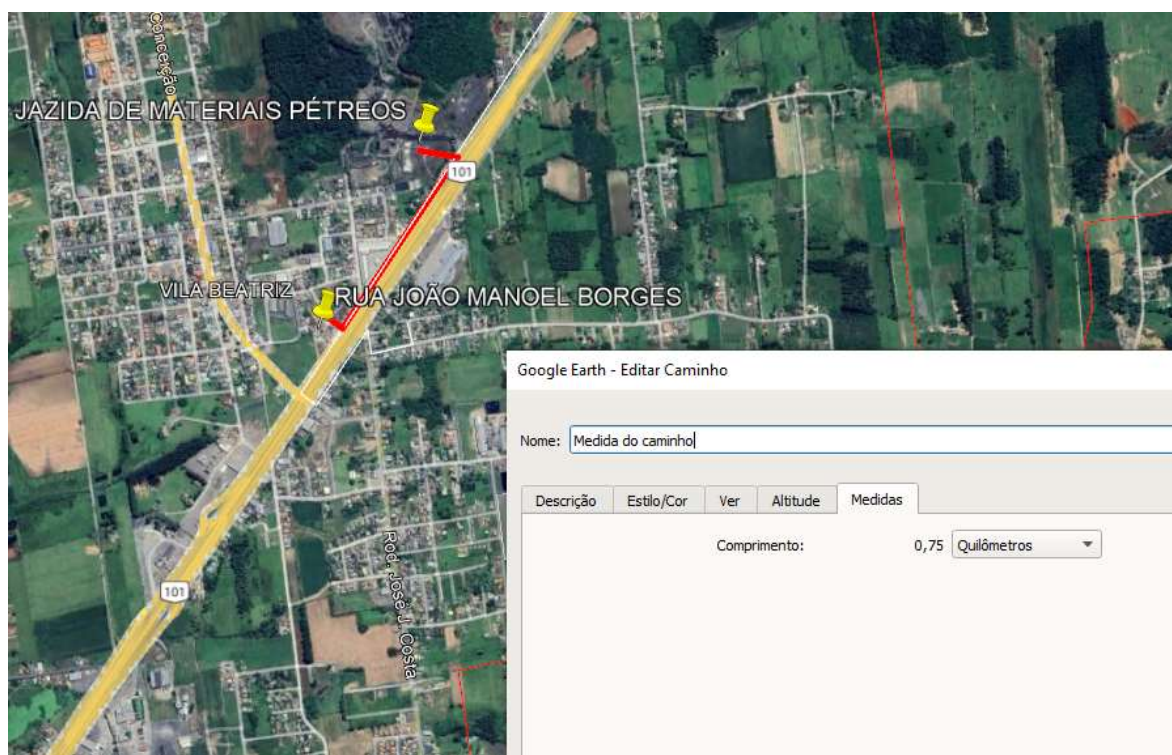 Conceição
JAZIDA DE MATERIAIS PÉTREOS
101
VILA BEATRIZ
RUA JOÃO MANOEL BORGES
Google Earth - Editar Caminho
Nome: Medida do caminho
Descrição Estilo/Cor Ver Altitude Medidas
Comprimento: 0,75 Quilômetros
Rod. José J. Costa
101